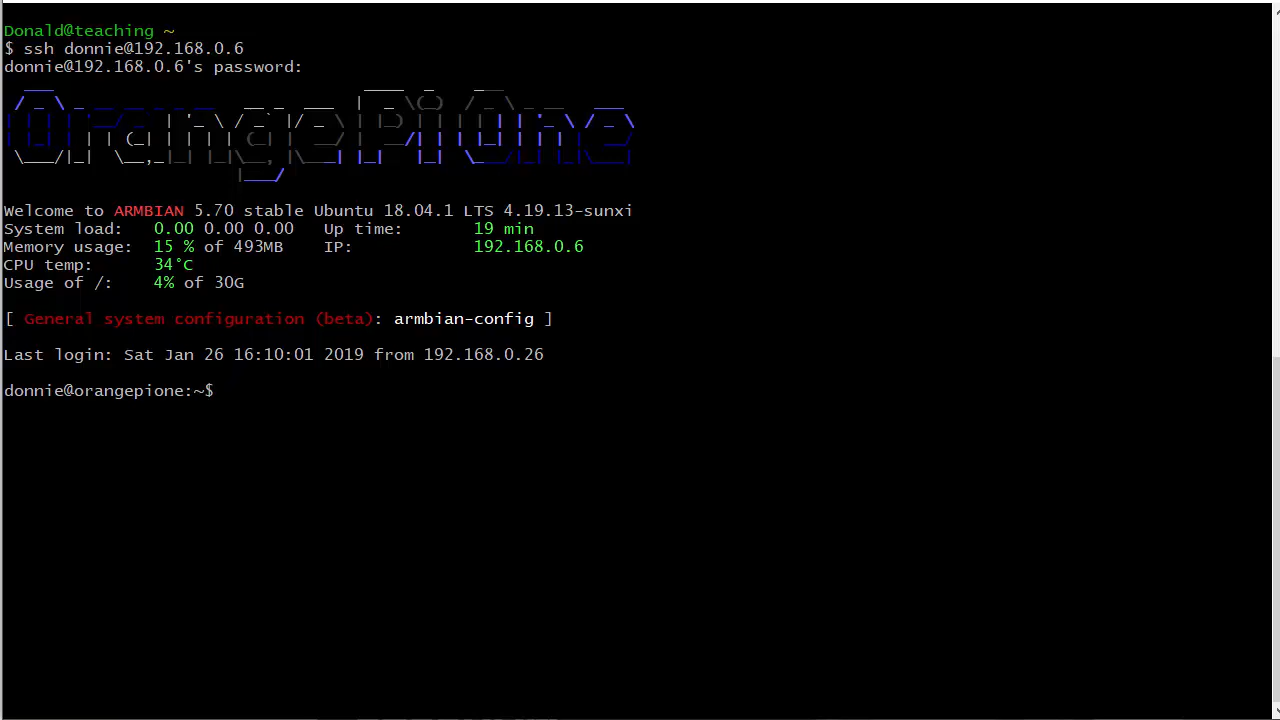 Donald@teaching ~
$ ssh donnie@192.168.0.6
donnie@192.168.0.6's password:
Orange Pi One
Welcome to ARMBIAN 5.70 stable Ubuntu 18.04.1 LTS 4.19.13-sunxi
System load:   0.00 0.00 0.00   Up time:       19 min
Memory usage:  15 % of 493MB    IP:            192.168.0.6
CPU temp:      34°C
Usage of /:    4% of 30G
[ General system configuration (beta): armbian-config ]
Last login: Sat Jan 26 16:10:01 2019 from 192.168.0.26
donnie@orangepione:~$